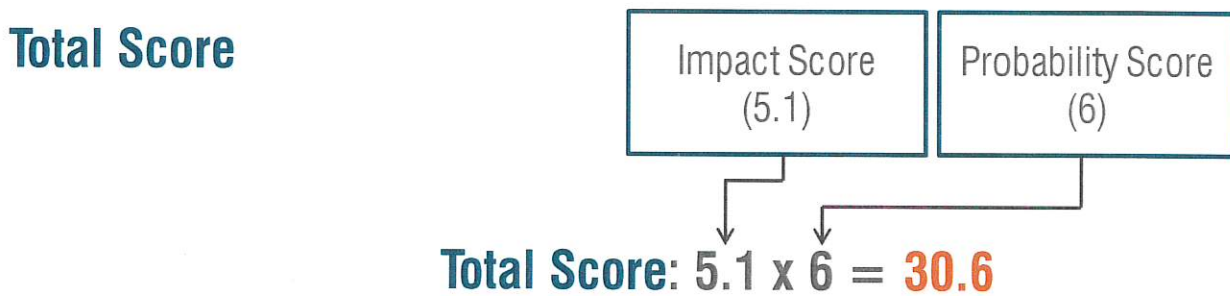 Total Score
Impact Score
(5.1)
Probability Score
(6)
Total Score: 5.1 x 6 = 30.6